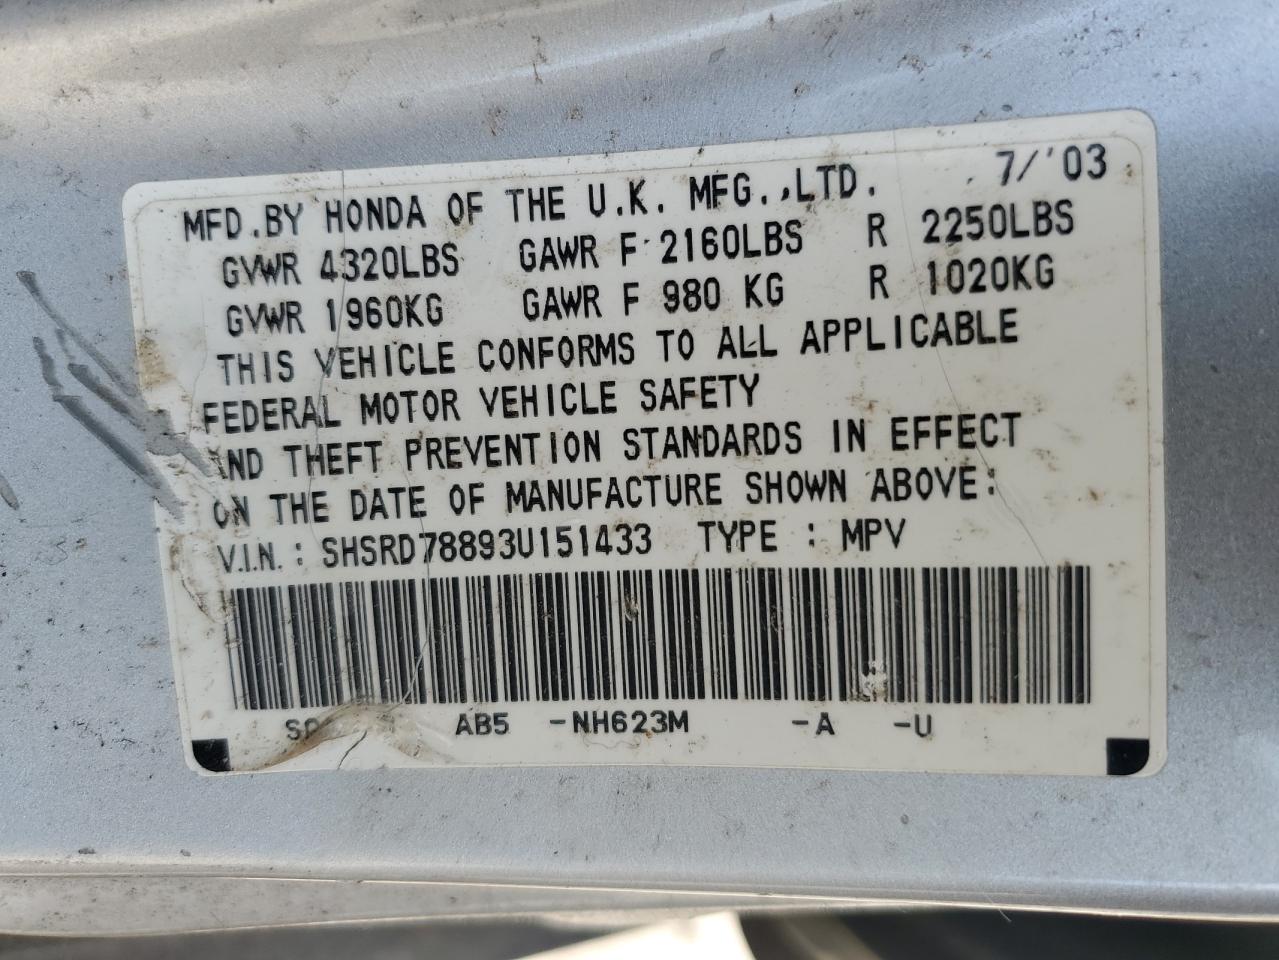 MFD.BY HONDA OF THE U.K. MFG.,LTD. 7/'03
GVWR 4320LBS GAWR F 2160LBS R 2250LBS
GVWR 1960KG GAWR F 980 KG R 1020KG
THIS VEHICLE CONFORMS TO ALL APPLICABLE
FEDERAL MOTOR VEHICLE SAFETY
AND THEFT PREVENTION STANDARDS IN EFFECT
ON THE DATE OF MANUFACTURE SHOWN ABOVE:
V.I.N.: SHSRD78893U151433 TYPE : MPV
AB5 -NH623M -A -U